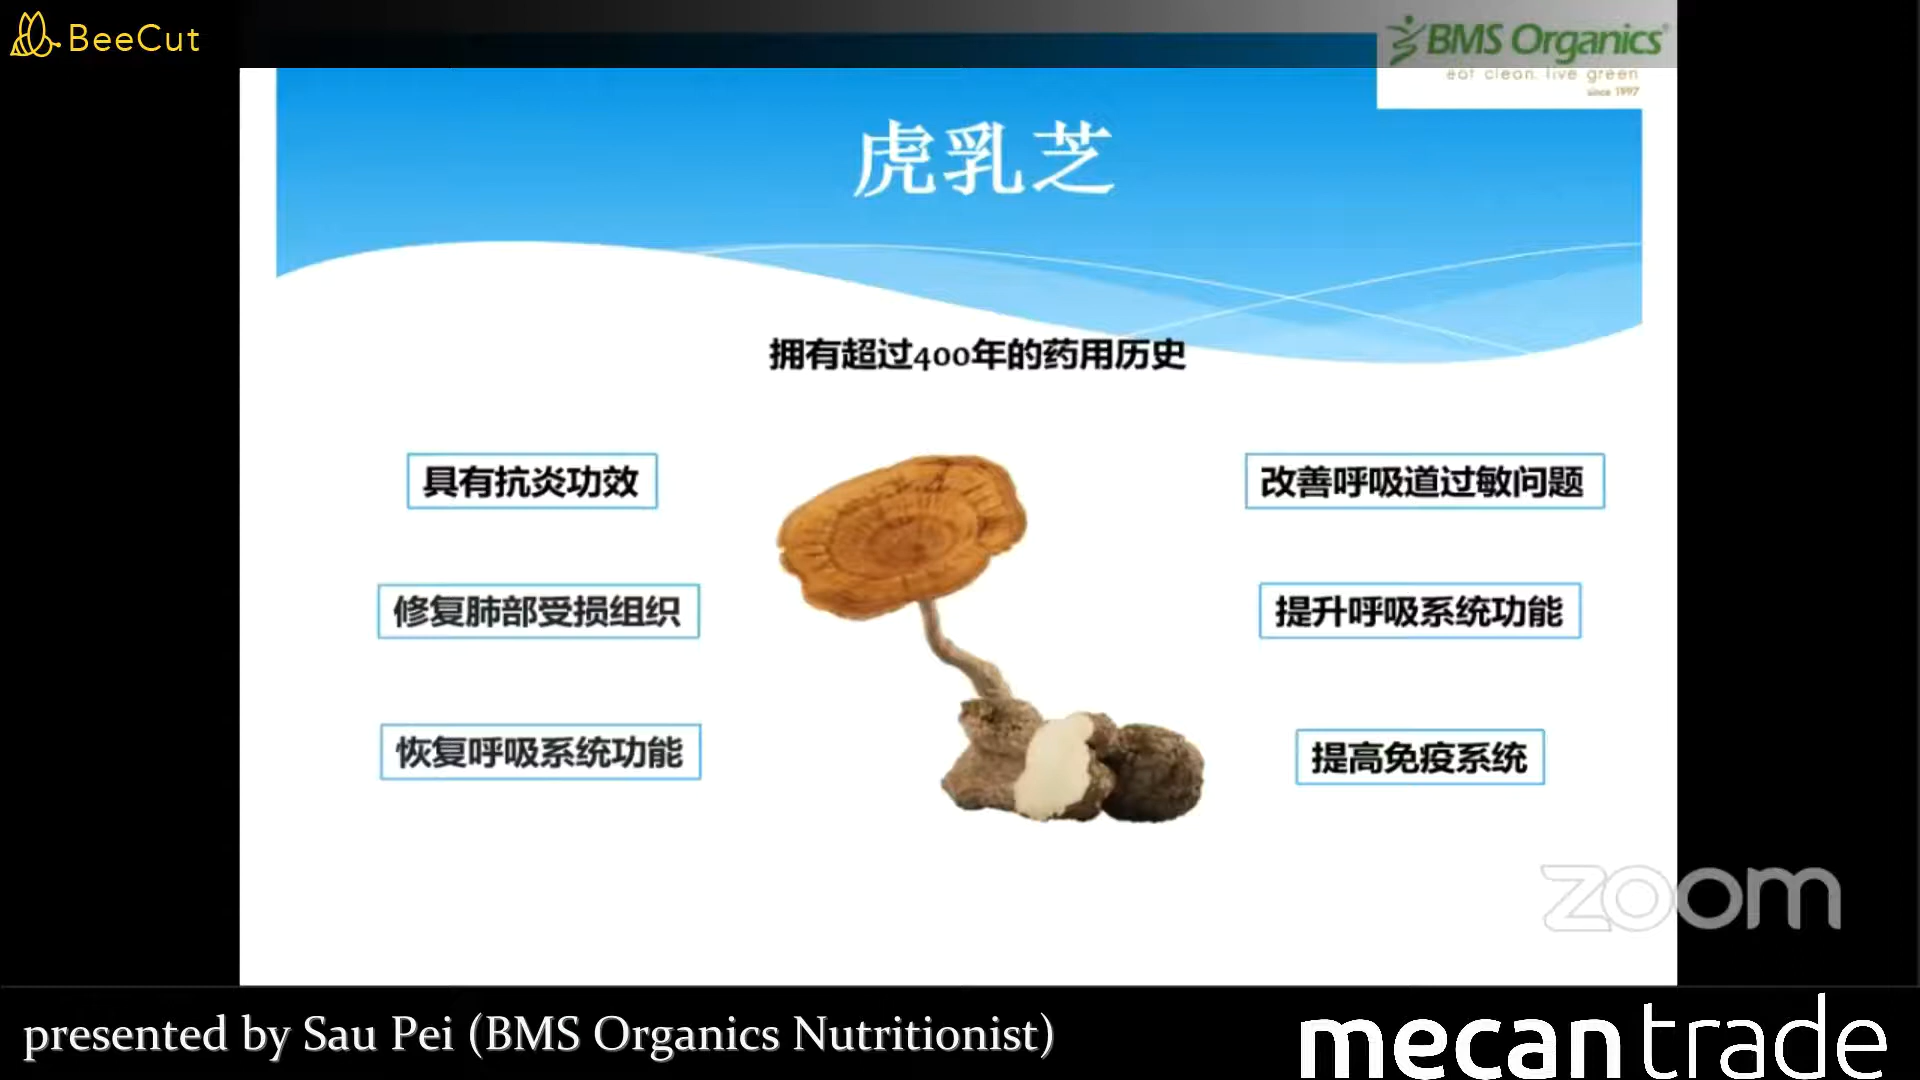 BeeCut
BMS Organics
eat clean. live green
since 1997
虎乳芝
拥有超过400年的药用历史
具有抗炎功效
改善呼吸道过敏问题
修复肺部受损组织
提升呼吸系统功能
恢复呼吸系统功能
提高免疫系统
zoom
presented by Sau Pei (BMS Organics Nutritionist)
mecantrade